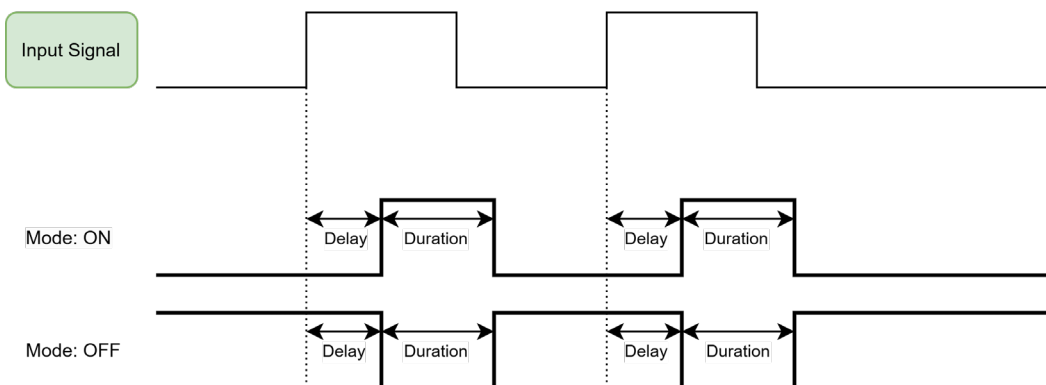 Input Signal
Mode: ON
Delay
Duration
Delay
Duration
Mode: OFF
Delay
Duration
Delay
Duration